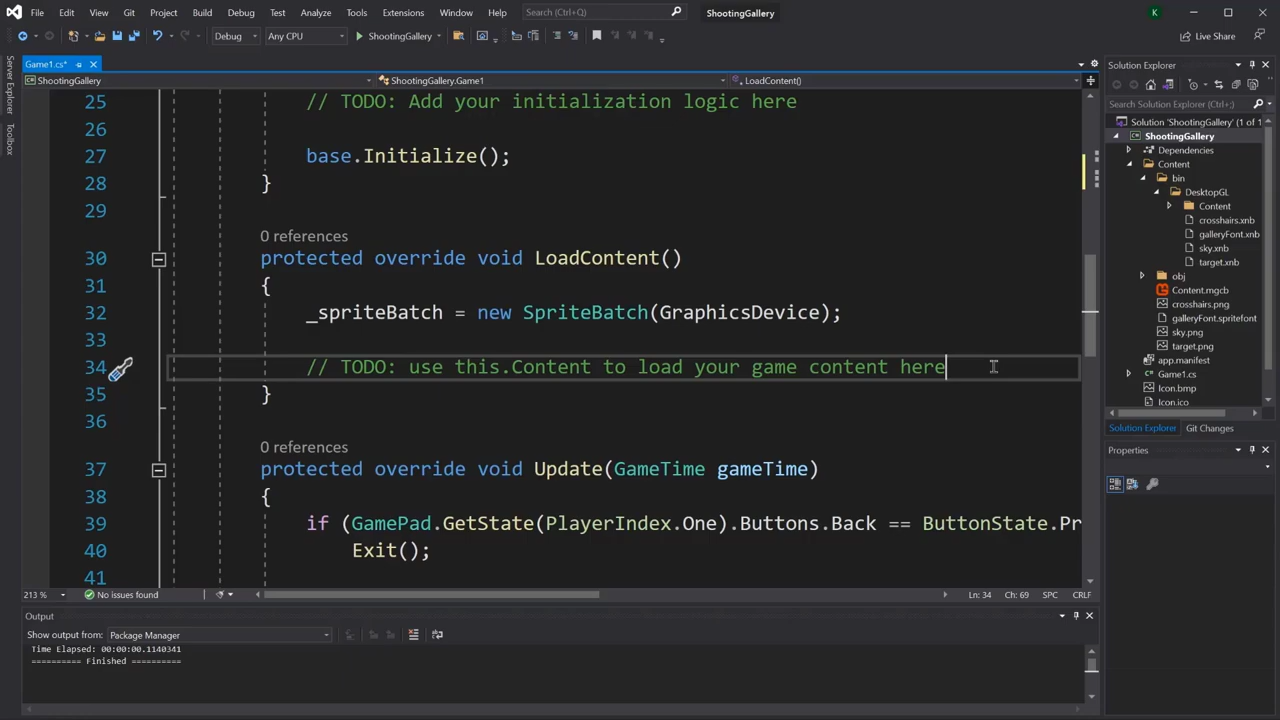 File Edit View Git Project Build Debug Test Analyze Tools Extensions Window Help Search (Ctrl+Q) ShootingGallery K
Debug Any CPU ShootingGallery Live Share
Server Explorer
Toolbox
Game1.cs*
ShootingGallery ShootingGallery.Game1 LoadContent()
25 // TODO: Add your initialization logic here
26
27 base.Initialize();
28 }
29
0 references
30 protected override void LoadContent()
31 {
32 _spriteBatch = new SpriteBatch(GraphicsDevice);
33
34 // TODO: use this.Content to load your game content here
35 }
36
0 references
37 protected override void Update(GameTime gameTime)
38 {
39 if (GamePad.GetState(PlayerIndex.One).Buttons.Back == ButtonState.Pr
40 Exit();
41
213 % No issues found Ln: 34 Ch: 69 SPC CRLF
Output
Show output from: Package Manager
Time Elapsed: 00:00:00.1140341
========== Finished ==========
Solution Explorer
Search Solution Explorer (Ctrl+;)
Solution 'ShootingGallery' (1 of 1
ShootingGallery
Dependencies
Content
bin
DesktopGL
Content
crosshairs.xnb
galleryFont.xnb
sky.xnb
target.xnb
obj
Content.mgcb
crosshairs.png
galleryFont.spritefont
sky.png
target.png
app.manifest
Game1.cs
Icon.bmp
Icon.ico
Solution Explorer Git Changes
Properties